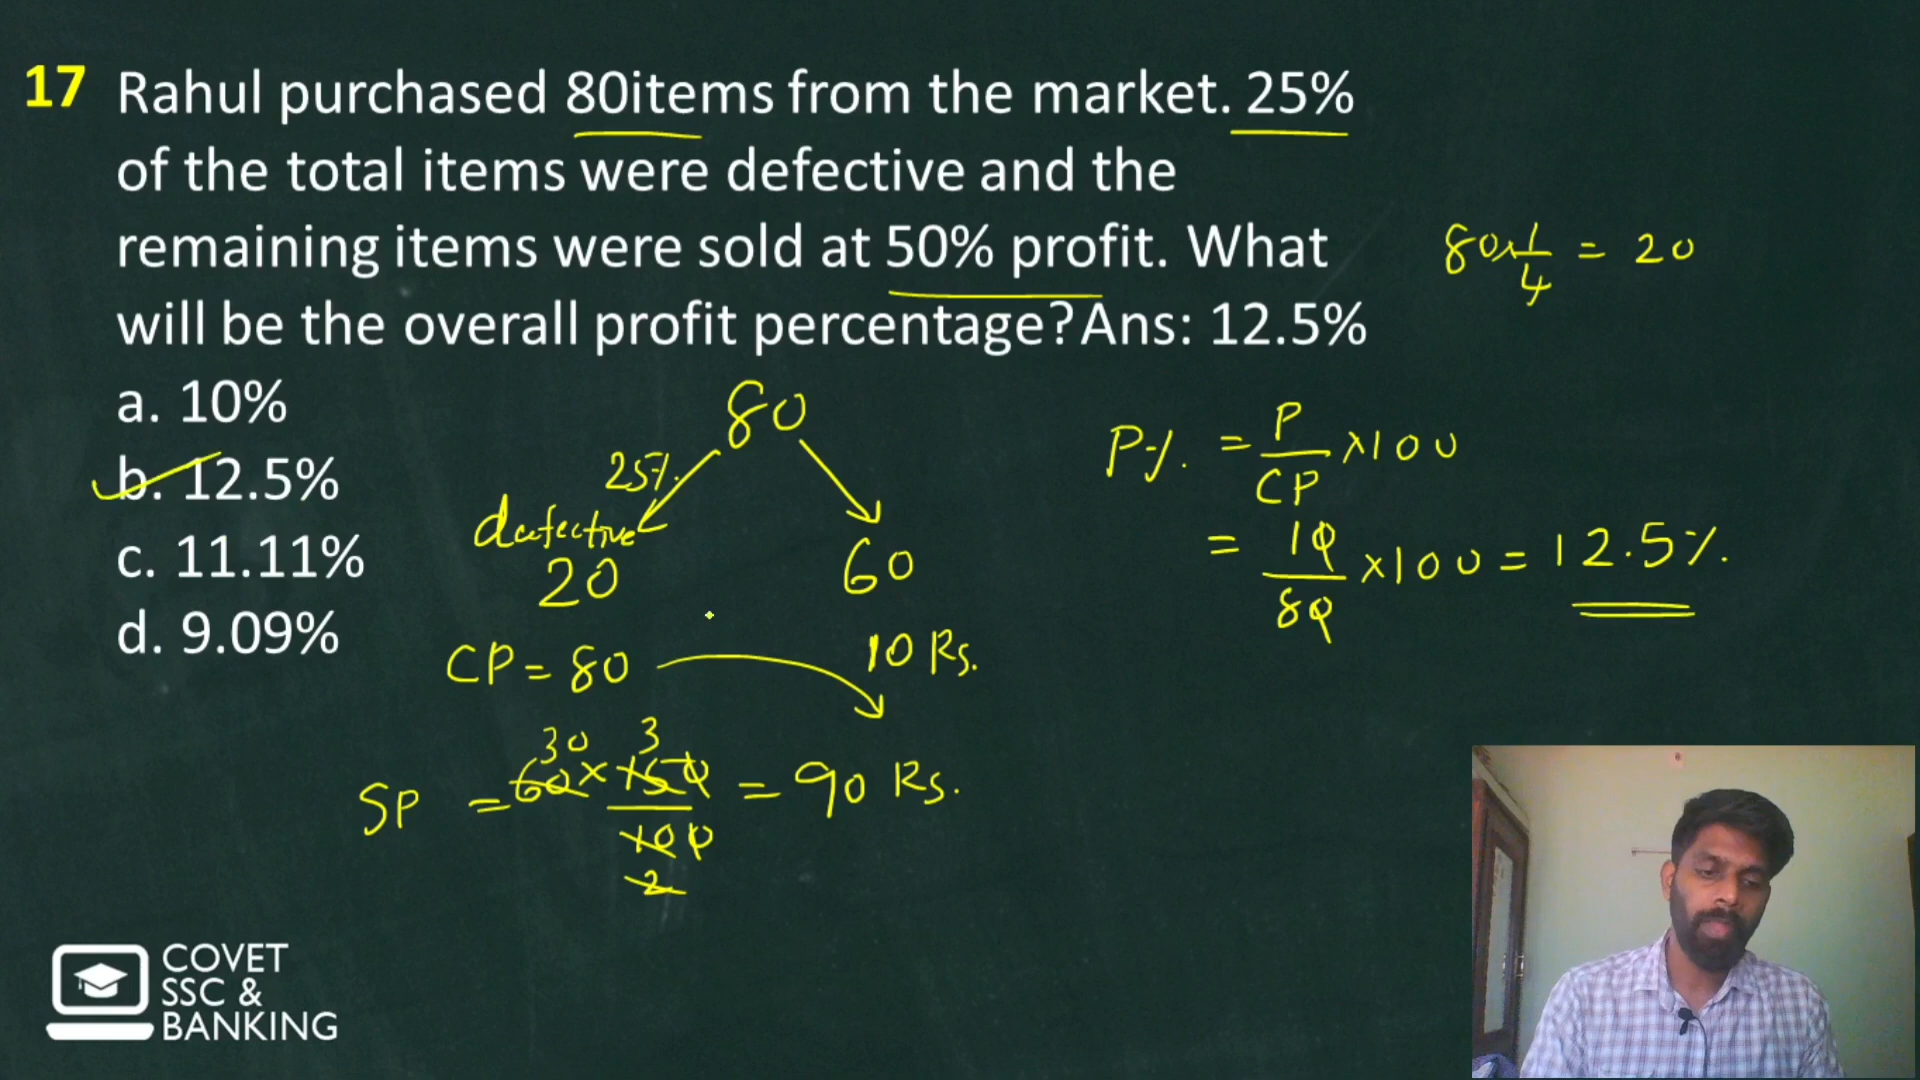 17 Rahul purchased 80items from the market. 25%
of the total items were defective and the
remaining items were sold at 50% profit. What
will be the overall profit percentage?Ans: 12.5%
a. 10%
b. 12.5%
c. 11.11%
d. 9.09%
80×1/4 = 20
80
25%.
defective
20
60
CP = 80
10 Rs.
30 3
SP = 60 × 150/100 = 90 Rs.
2
P%. = P/CP ×100
= 10/80 ×100 = 12.5%.
COVET
SSC &
BANKING